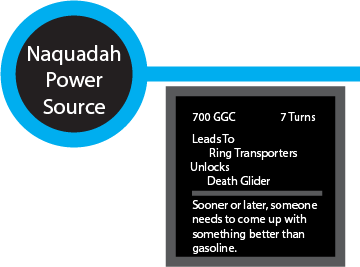 Naquadah
Power
Source
700 GGC 7 Turns
Leads To
Ring Transporters
Unlocks
Death Glider
Sooner or later, someone
needs to come up with
something better than
gasoline.